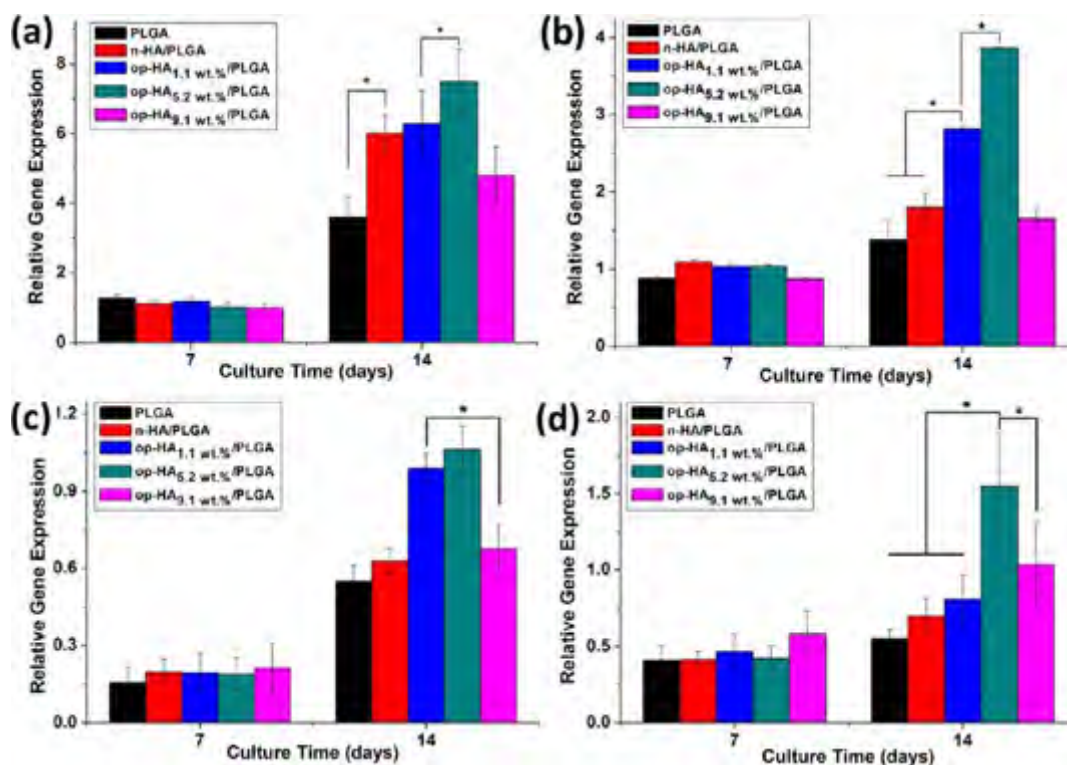 (a)
Relative Gene Expression
8
6
4
2
0
PLGA
n-HA/PLGA
op-HA1.1 wt.%/PLGA
op-HA5.2 wt.%/PLGA
op-HA9.1 wt.%/PLGA
*
*
7
14
Culture Time (days)
(b)
Relative Gene Expression
4
3
2
1
0
PLGA
n-HA/PLGA
op-HA1.1 wt.%/PLGA
op-HA5.2 wt.%/PLGA
op-HA9.1 wt.%/PLGA
*
*
7
14
Culture Time (days)
(c)
Relative Gene Expression
1.2
0.9
0.6
0.3
0.0
PLGA
n-HA/PLGA
op-HA1.1 wt.%/PLGA
op-HA5.2 wt.%/PLGA
op-HA9.1 wt.%/PLGA
*
7
14
Culture Time (days)
(d)
Relative Gene Expression
2.0
1.5
1.0
0.5
0.0
PLGA
n-HA/PLGA
op-HA1.1 wt.%/PLGA
op-HA5.2 wt.%/PLGA
op-HA9.1 wt.%/PLGA
*
*
7
14
Culture Time (days)